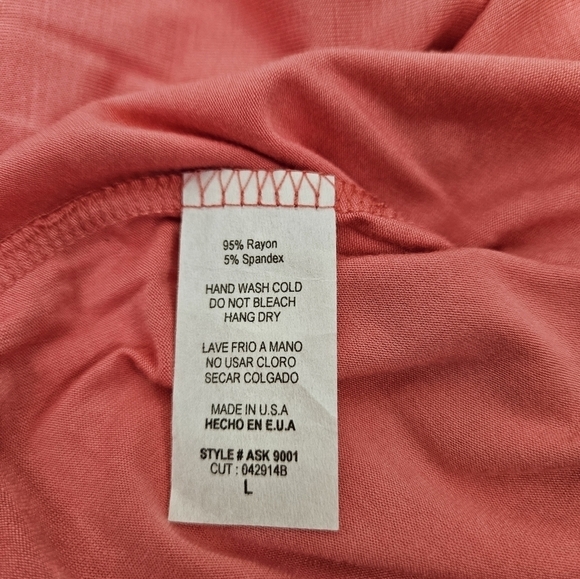 95% Rayon
5% Spandex
HAND WASH COLD
DO NOT BLEACH
HANG DRY
LAVE FRIO A MANO
NO USAR CLORO
SECAR COLGADO
MADE IN U.S.A
HECHO EN E.U.A
STYLE # ASK 9001
CUT : 042914B
L